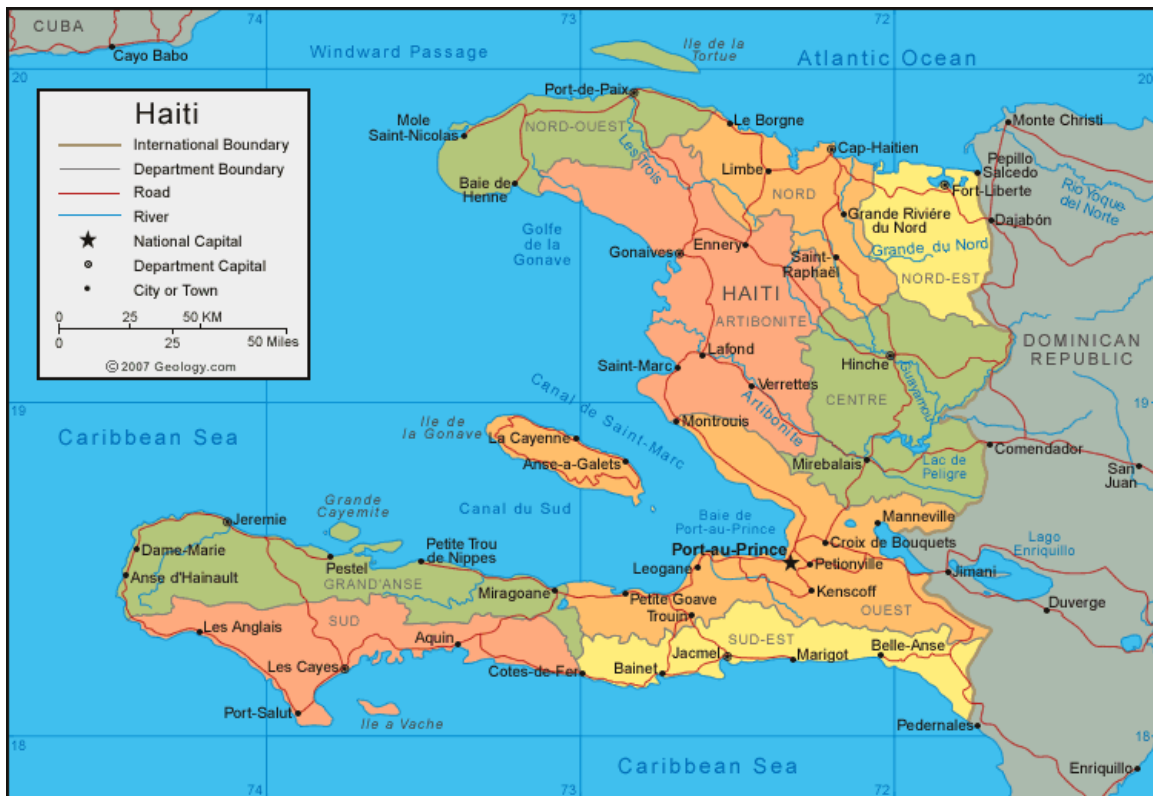 CUBA
74
73
72
Cayo Babo
Windward Passage
Ile de la
Tortue
Atlantic Ocean
20
20
Haiti
International Boundary
Department Boundary
Road
River
National Capital
Department Capital
City or Town
0 25 50 KM
0 25 50 Miles
© 2007 Geology.com
Port-de-Paix
Mole
Saint-Nicolas
NORD-OUEST
Les Trois
Le Borgne
Cap-Haitien
Monte Christi
Baie de
Henne
Limbe
NORD
Pepillo
Salcedo
Fort-Liberte
Rio Yoque
del Norte
Golfe
de la
Gonave
Grande Riviére
du Nord
Dajabón
Gonaives
Ennery
Saint-
Raphaël
Grande du Nord
NORD-EST
HAITI
ARTIBONITE
DOMINICAN
REPUBLIC
Lafond
Saint-Marc
Hinche
Verrettes
Guayamou
CENTRE
19
19
Caribbean Sea
Ile de
la Gonave
Canal de Saint-Marc
Montrouis
Artibonite
La Cayenne
Anse-a-Galets
Mirebalais
Lac de
Peligre
Comendador
San
Juan
Grande
Cayemite
Canal du Sud
Baie de
Port-au-Prince
Manneville
Jeremie
Petite Trou
de Nippes
Port-au-Prince
Croix de Bouquets
Lago
Enriquillo
Dame-Marie
Pestel
Leogane
Petionville
Jimani
Anse d'Hainault
GRAND'ANSE
Miragoane
Petite Goave
Kenscoff
OUEST
Duverge
Trouin
Les Anglais
SUD
Aquin
SUD-EST
Les Cayes
Cotes-de-Fer
Bainet
Jacmel
Marigot
Belle-Anse
Port-Salut
Ile a Vache
Pedernales
18
18
Caribbean Sea
Enriquillo
74
73
72